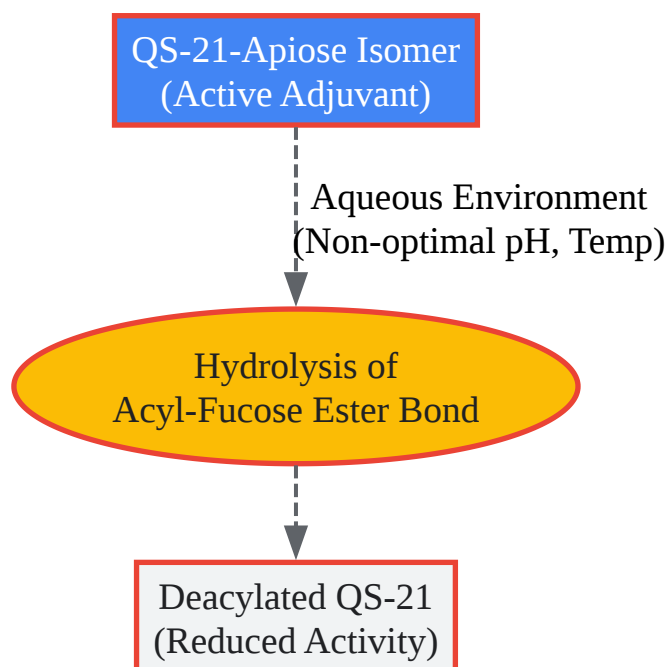 QS-21-Apiose Isomer
(Active Adjuvant)
Aqueous Environment
(Non-optimal pH, Temp)
Hydrolysis of
Acyl-Fucose Ester Bond
Deacylated QS-21
(Reduced Activity)